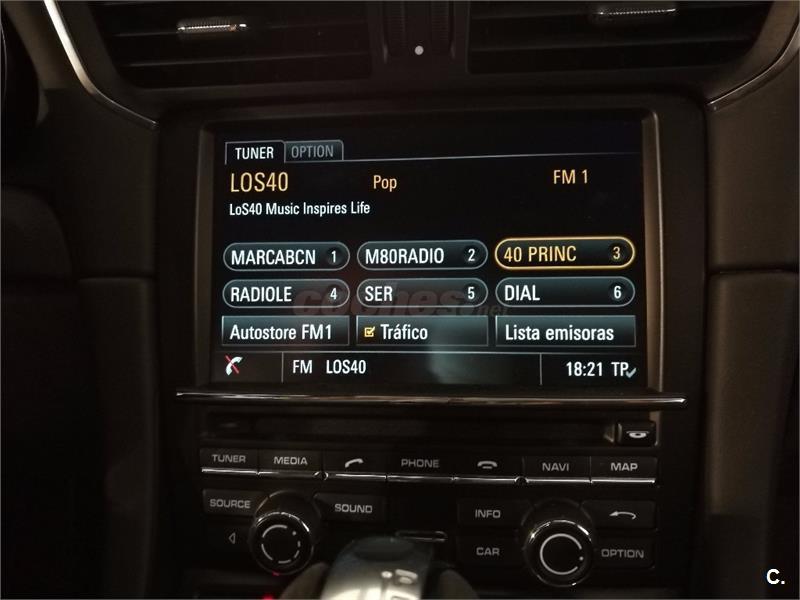 TUNER OPTION
LOS40 Pop FM 1
LoS40 Music Inspires Life
MARCABCN 1 M80RADIO 2 40 PRINC 3
RADIOLE 4 SER 5 DIAL 6
coches.net
Autostore FM1 Tráfico Lista emisoras
FM LOS40 18:21 TP
TUNER MEDIA PHONE NAVI MAP
SOURCE SOUND INFO
CAR OPTION
C.